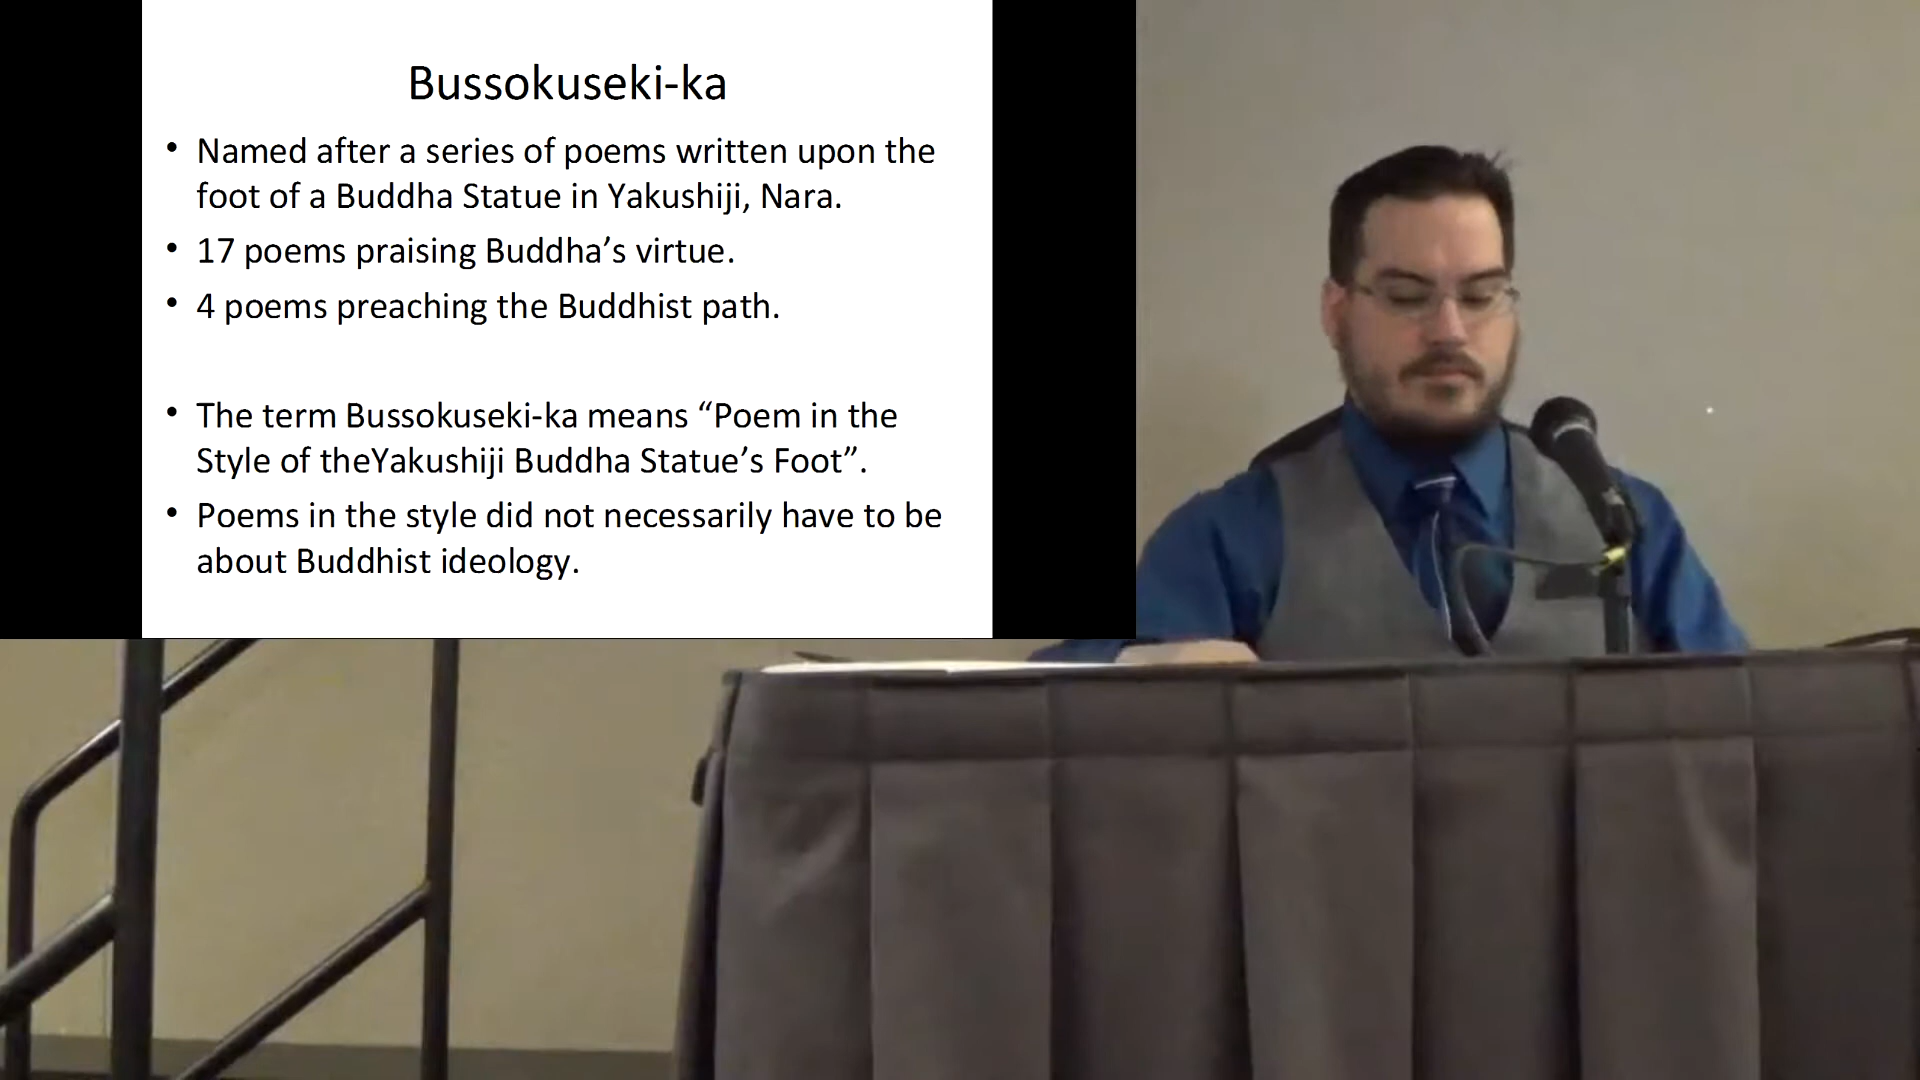 Bussokuseki-ka
• Named after a series of poems written upon the
foot of a Buddha Statue in Yakushiji, Nara.
• 17 poems praising Buddha’s virtue.
• 4 poems preaching the Buddhist path.
• The term Bussokuseki-ka means “Poem in the
Style of theYakushiji Buddha Statue’s Foot”.
• Poems in the style did not necessarily have to be
about Buddhist ideology.